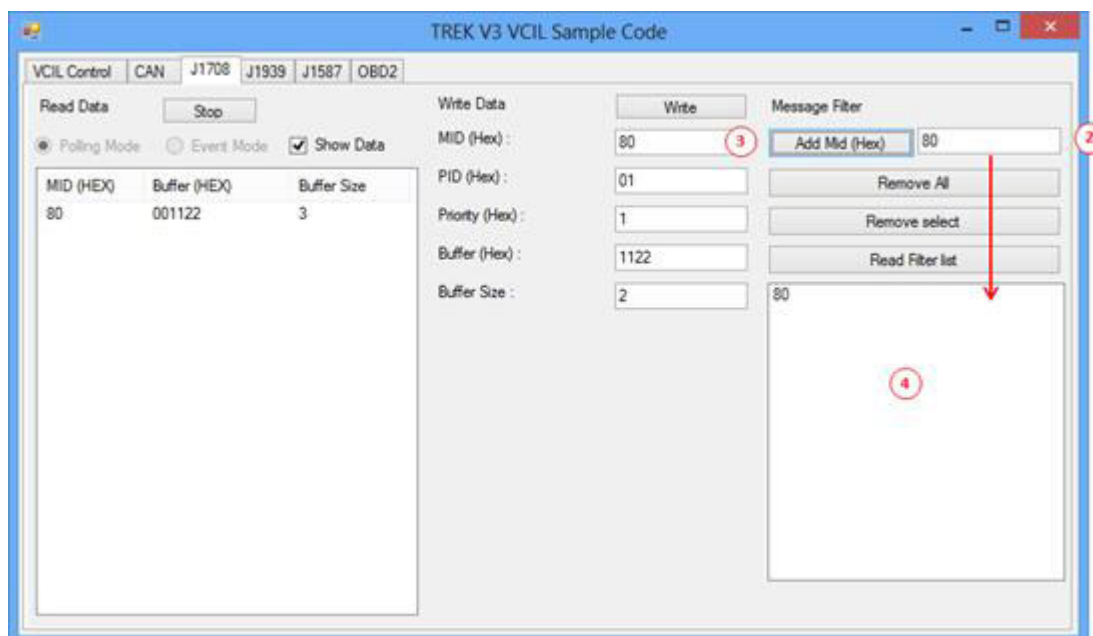 TREK V3 VCIL Sample Code
VCIL Control CAN J1708 J1939 J1587 OBD2
Read Data Stop
Polling Mode Event Mode Show Data
MID (HEX) Buffer (HEX) Buffer Size
80 001122 3
Write Data Write
MID (Hex) : 80 3
PID (Hex) : 01
Priority (Hex) : 1
Buffer (Hex) : 1122
Buffer Size : 2
Message Filter
Add Mid (Hex) 80 2
Remove All
Remove select
Read Filter list
80
4